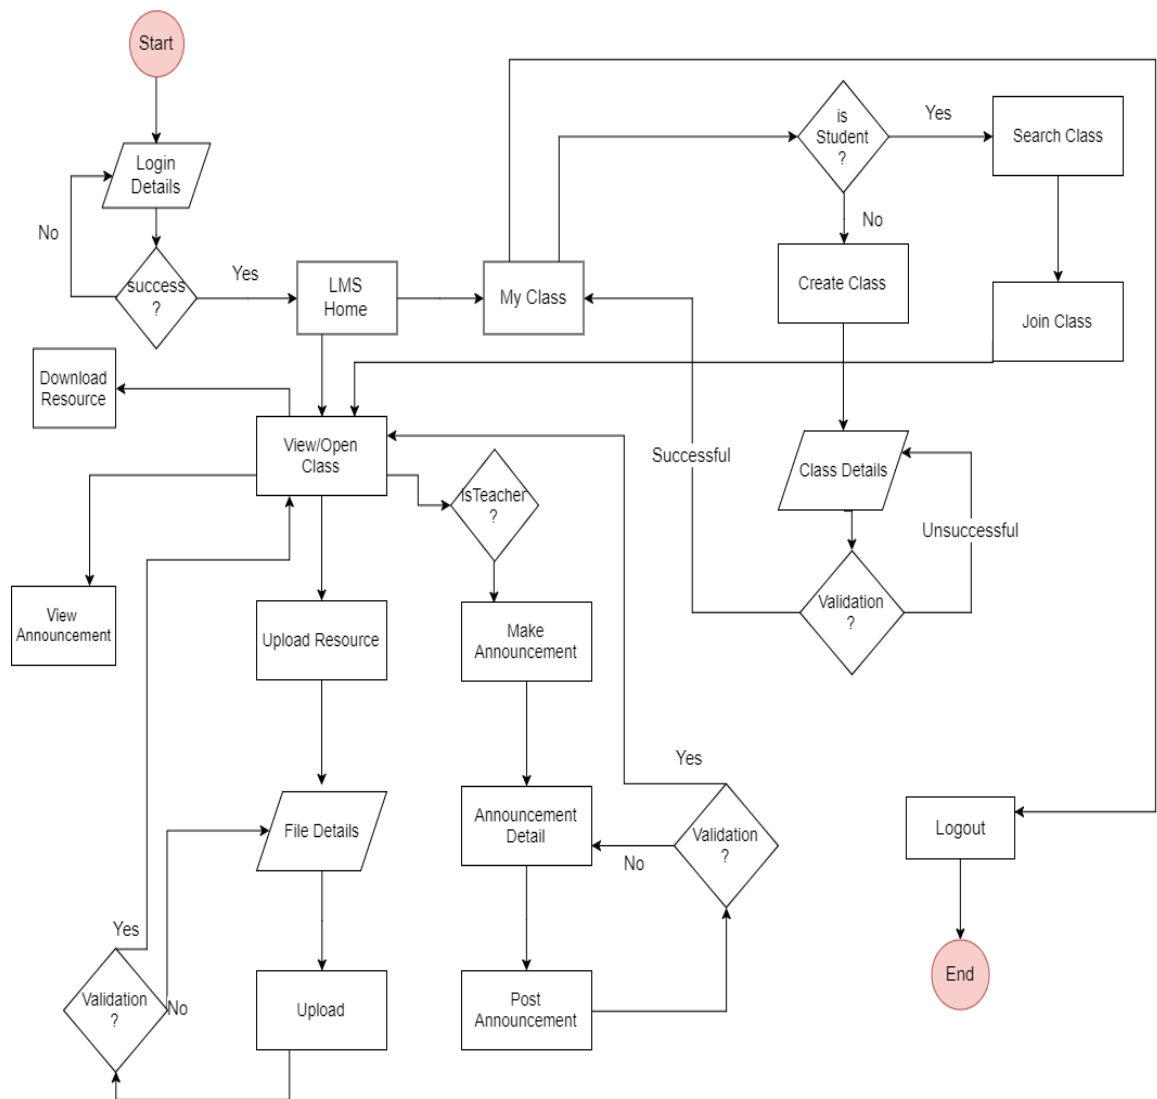 Start
Login
Details
No
success
?
Yes
LMS
Home
My Class
is
Student
?
Yes
Search Class
No
Create Class
Join Class
Download
Resource
View/Open
Class
Successful
Class Details
Unsuccessful
IsTeacher
?
View
Announcement
Upload Resource
Make
Announcement
Validation
?
Yes
File Details
Announcement
Detail
No
Validation
?
Logout
Yes
Validation
?
No
Upload
Post
Announcement
End